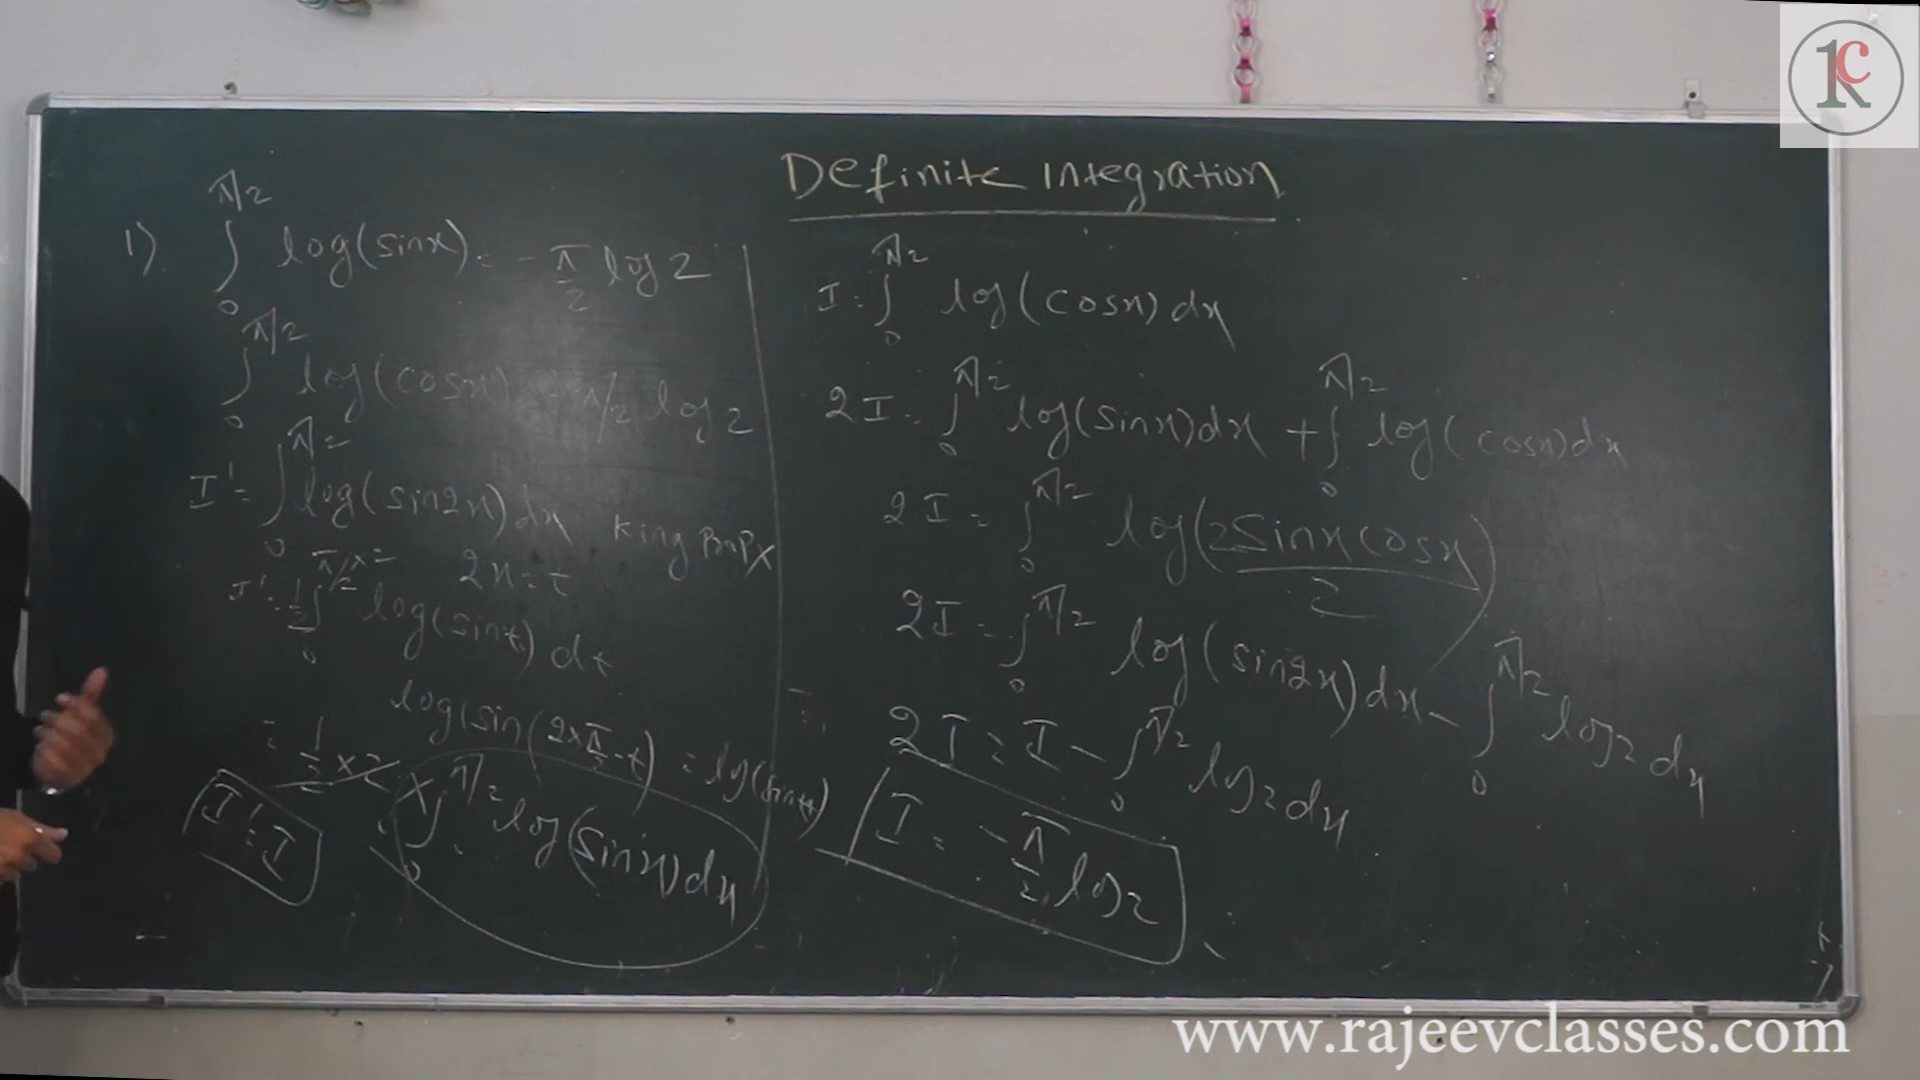 Definite Integration
1) ∫₀^π/2 log(sinx) = -π/2 log2
∫₀^π/2 log(cosx) = -π/2 log2
I' = ∫₀^π/2 log(sin2x)dx King Prop X
2x = t
I' = 1/2 ∫₀^π/2×2 log(sint) dt
log(sin(2×π/2-t) = log(sint)
= 1/2 × 2 × ∫₀^π/2 log(sinx)dx
I' = I
I = ∫₀^π/2 log(cosx)dx
2I = ∫₀^π/2 log(sinx)dx + ∫₀^π/2 log(cosx)dx
2I = ∫₀^π/2 log(2sinxcosx/2)
2I = ∫₀^π/2 log(sin2x)dx - ∫₀^π/2 log2dx
2I = I - ∫₀^π/2 log2dx
I = -π/2 log2
1C
R
www.rajeevclasses.com